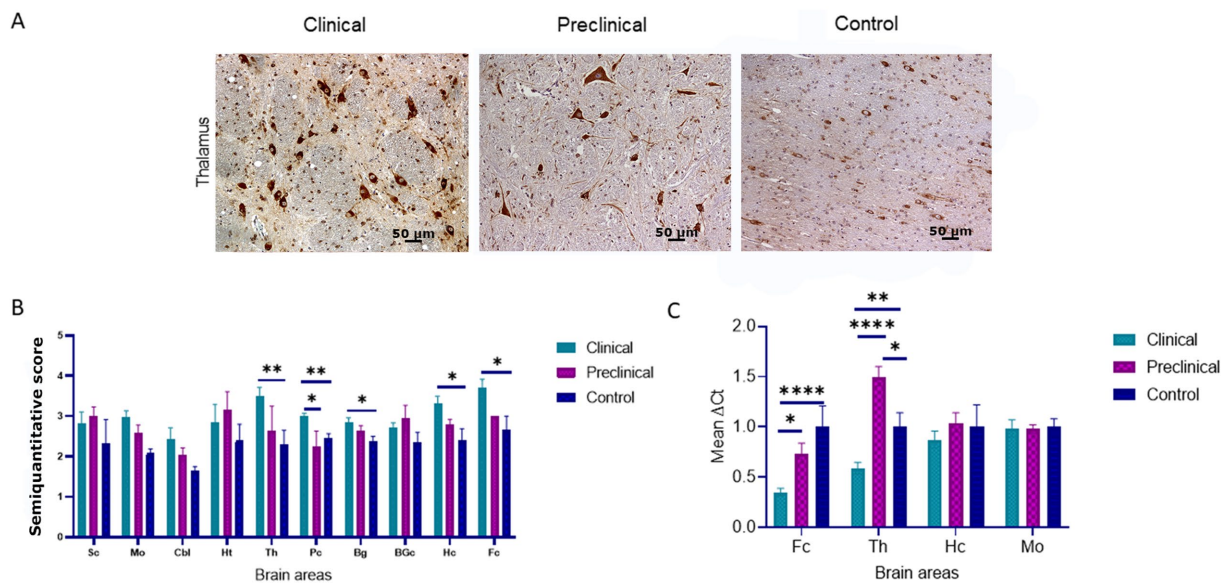 A
Clinical
Preclinical
Control
Thalamus
50 µm
50 µm
50 µm
B
Semiquantitative score
5
4
3
2
1
0
**
**
*
*
*
*
Sc Mo Cbl Ht Th Pc Bg BGc Hc Fc
Brain areas
Clinical
Preclinical
Control
C
Mean ΔCt
2.0
1.5
1.0
0.5
0.0
**
****
*
****
*
Fc Th Hc Mo
Brain areas
Clinical
Preclinical
Control